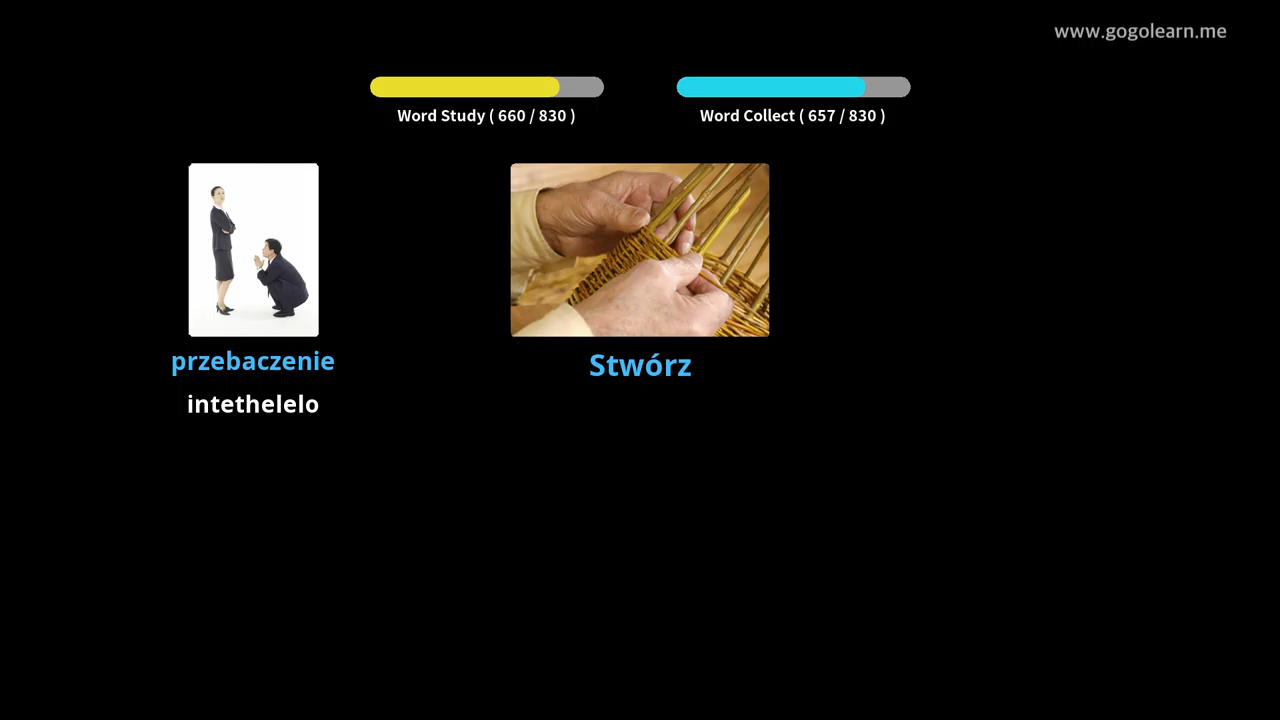 www.gogolearn.me
Word Study ( 660 / 830 )
Word Collect ( 657 / 830 )
przebaczenie
intethelelo
Stwórz